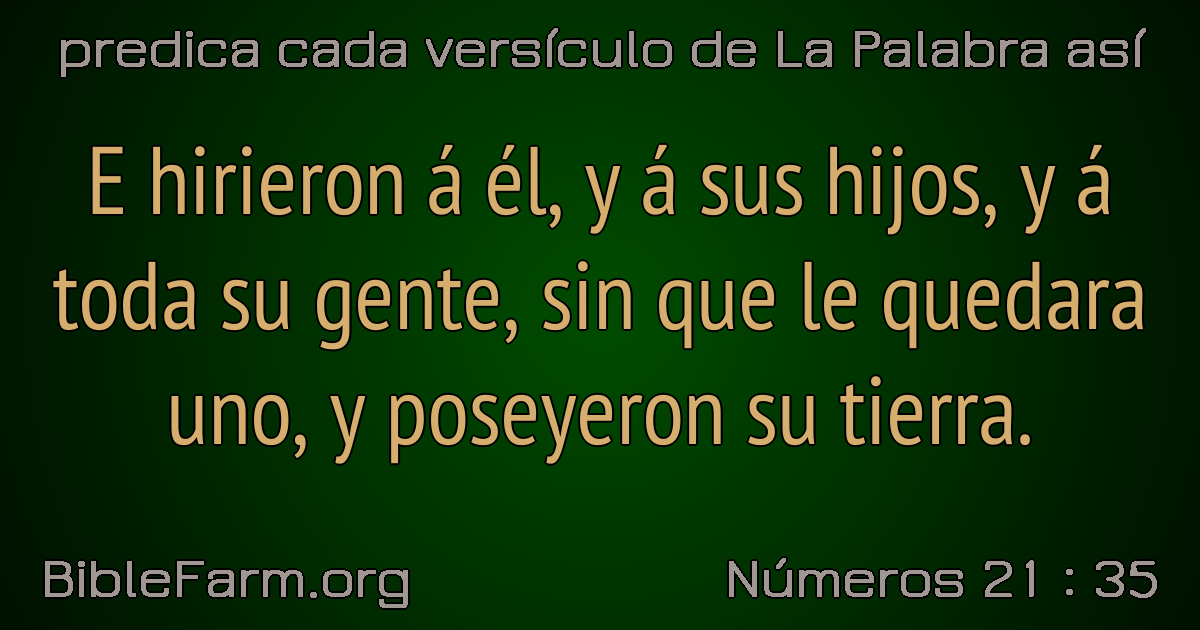 predica cada versículo de La Palabra así
E hirieron á él, y á sus hijos, y á
toda su gente, sin que le quedara
uno, y poseyeron su tierra.
BibleFarm.org
Números 21 : 35